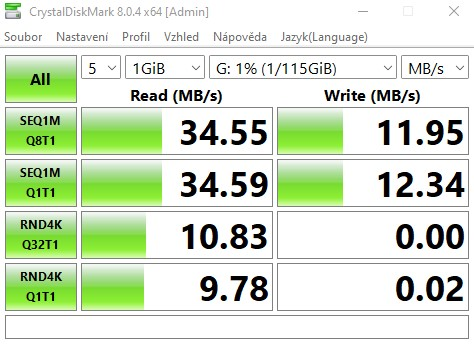 CrystalDiskMark 8.0.4 x64 [Admin]
Soubor Nastavení Profil Vzhled Nápověda Jazyk(Language)
All 5 1GiB G: 1% (1/115GiB) MB/s
Read (MB/s) Write (MB/s)
SEQ1M Q8T1 34.55 11.95
SEQ1M Q1T1 34.59 12.34
RND4K Q32T1 10.83 0.00
RND4K Q1T1 9.78 0.02